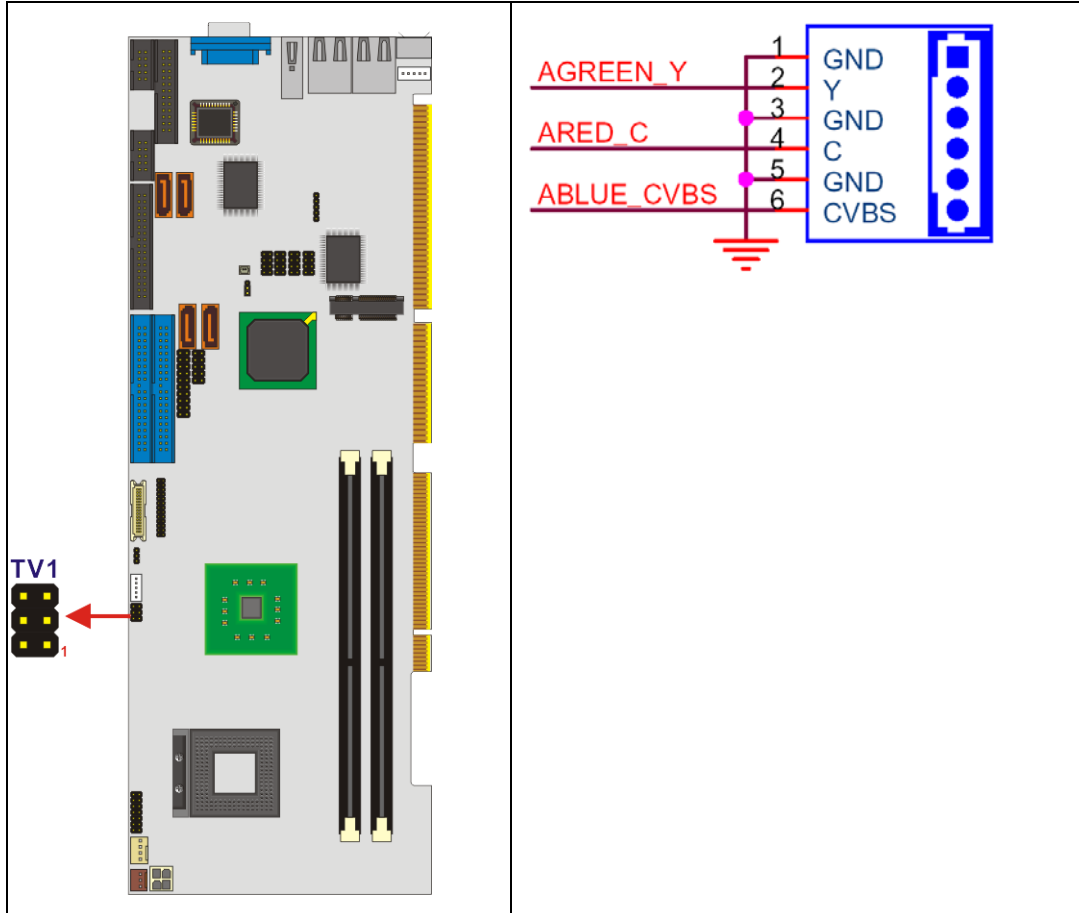 TV1
1
AGREEN_Y
ARED_C
ABLUE_CVBS
1 GND
2 Y
3 GND
4 C
5 GND
6 CVBS